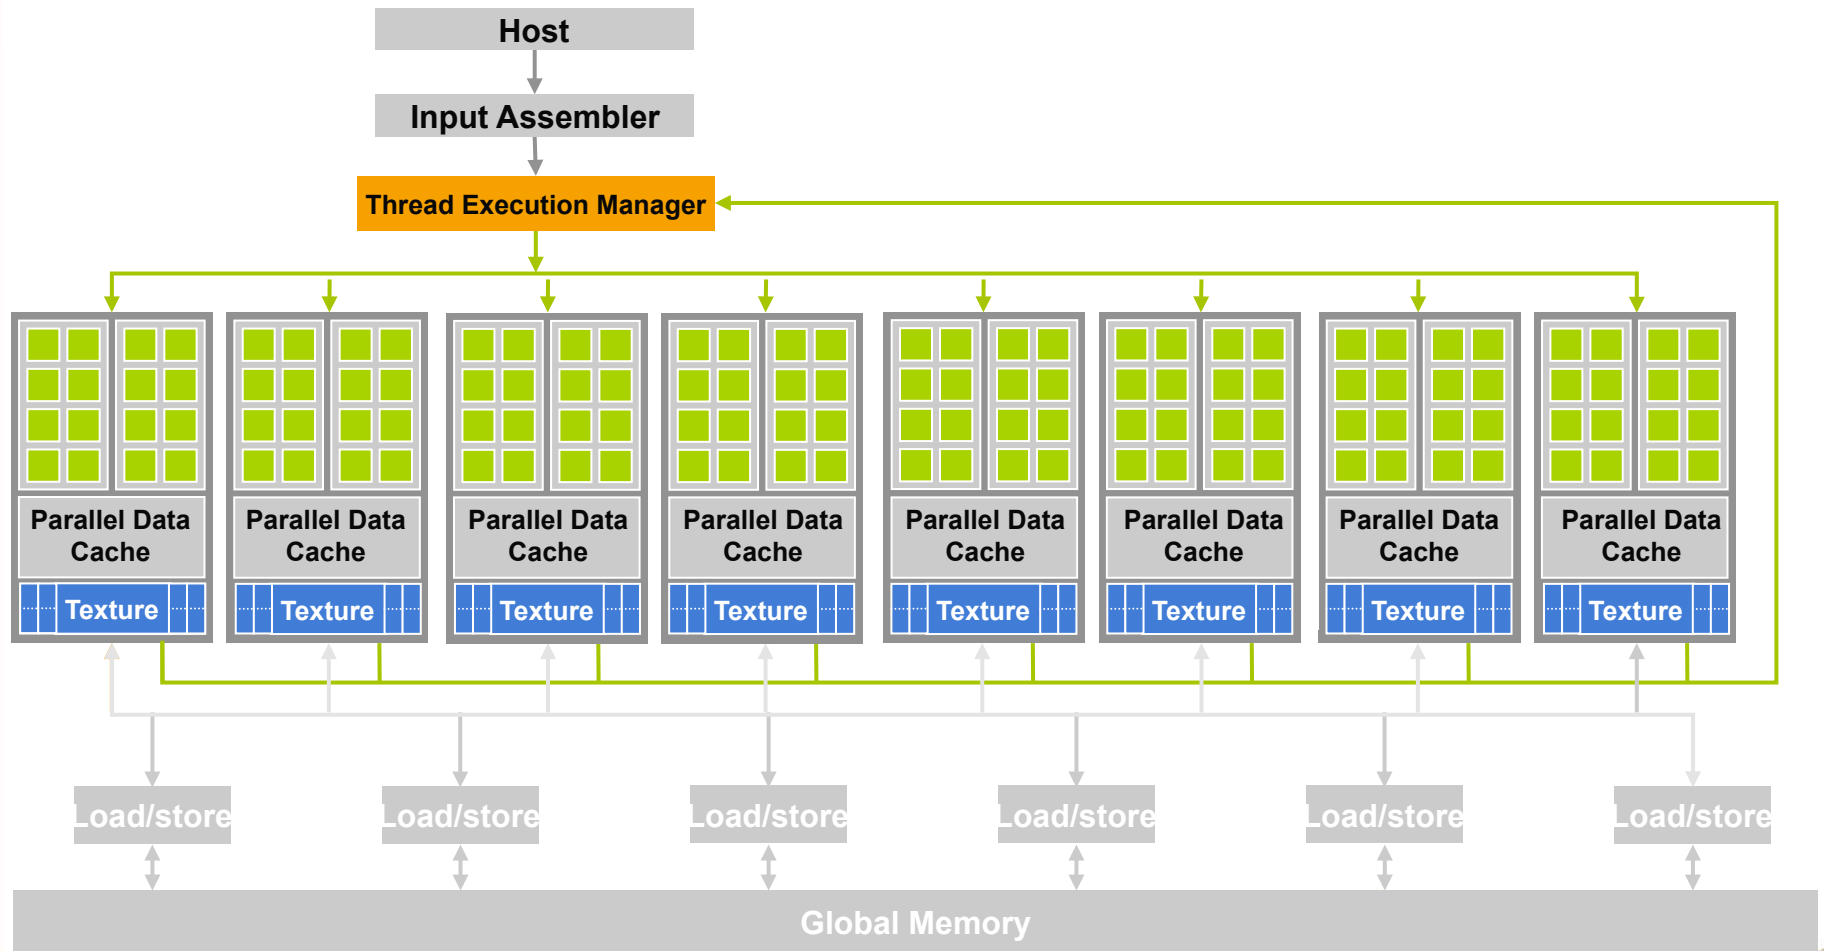 Host
Input Assembler
Thread Execution Manager
Parallel Data
Cache
Parallel Data
Cache
Parallel Data
Cache
Parallel Data
Cache
Parallel Data
Cache
Parallel Data
Cache
Parallel Data
Cache
Parallel Data
Cache
Texture
Texture
Texture
Texture
Texture
Texture
Texture
Texture
Load/store
Load/store
Load/store
Load/store
Load/store
Load/store
Global Memory